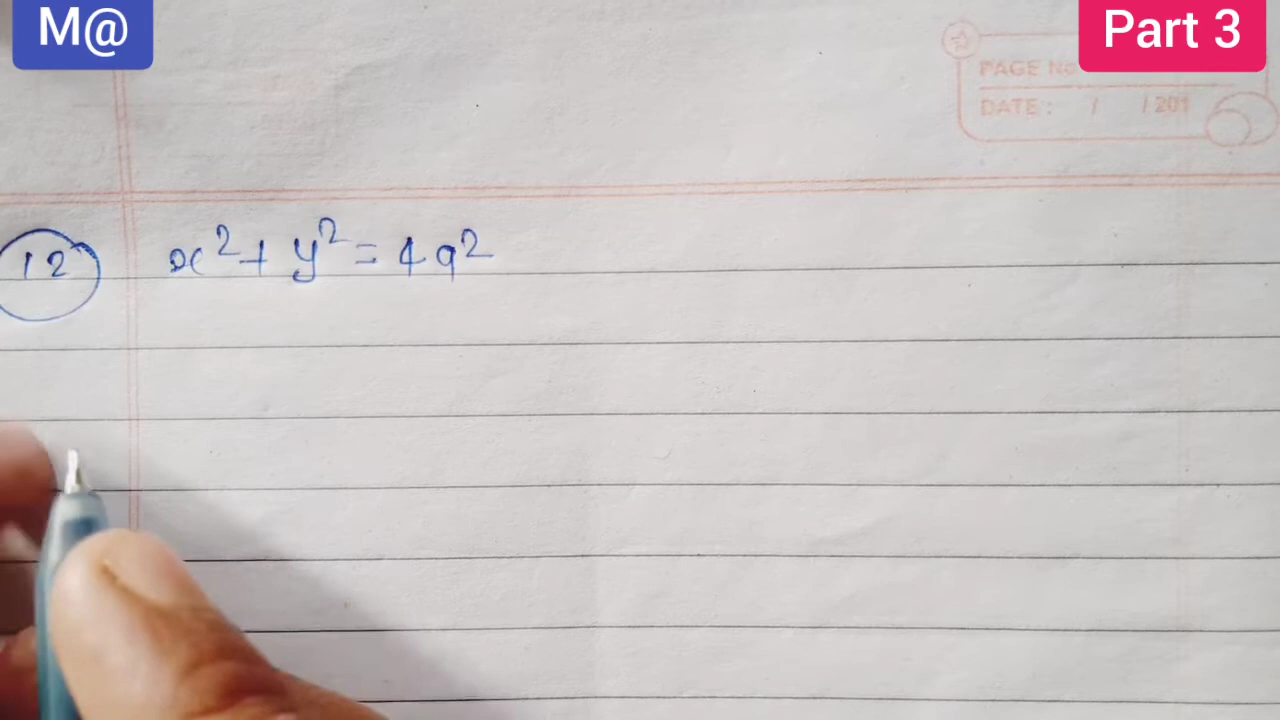 M@
Part 3
PAGE No
DATE : / / 201
12 x² + y² = 4a²